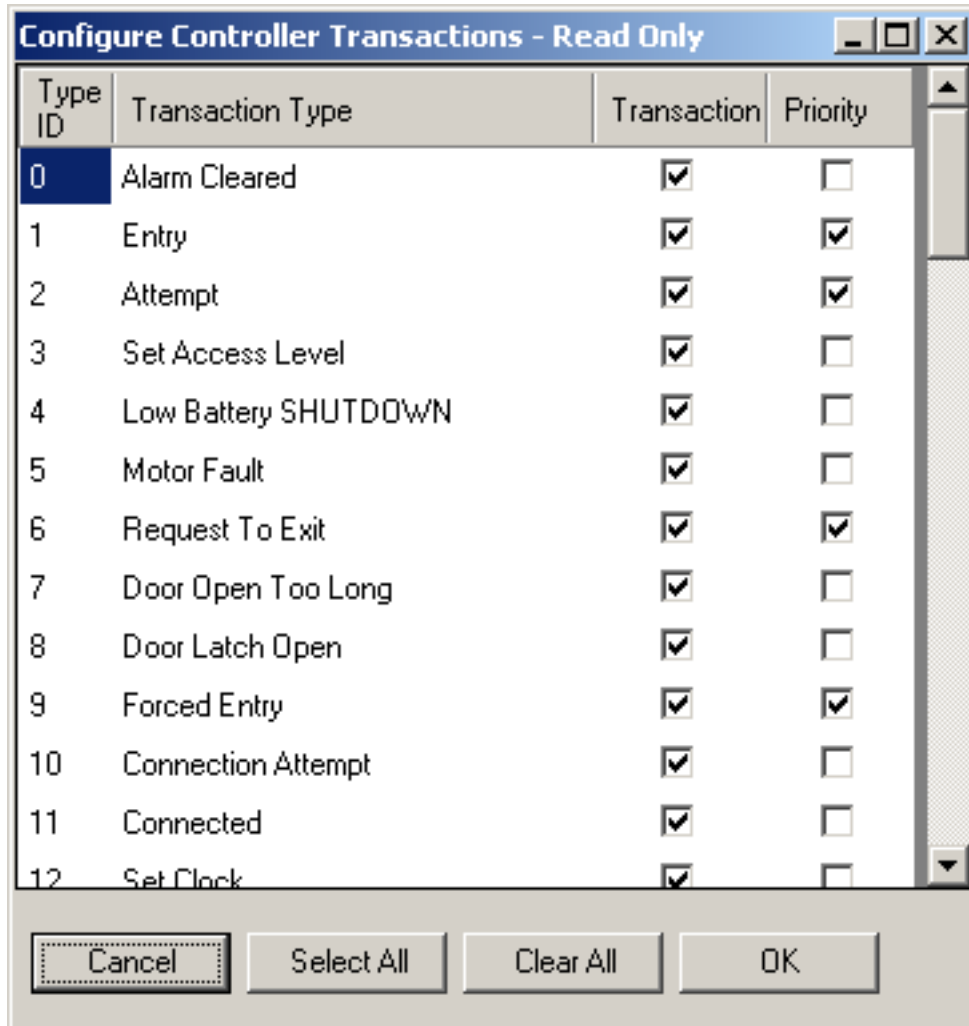 Configure Controller Transactions - Read Only
Type ID Transaction Type Transaction Priority
0 Alarm Cleared
1 Entry
2 Attempt
3 Set Access Level
4 Low Battery SHUTDOWN
5 Motor Fault
6 Request To Exit
7 Door Open Too Long
8 Door Latch Open
9 Forced Entry
10 Connection Attempt
11 Connected
12 Set Clock
Cancel Select All Clear All OK